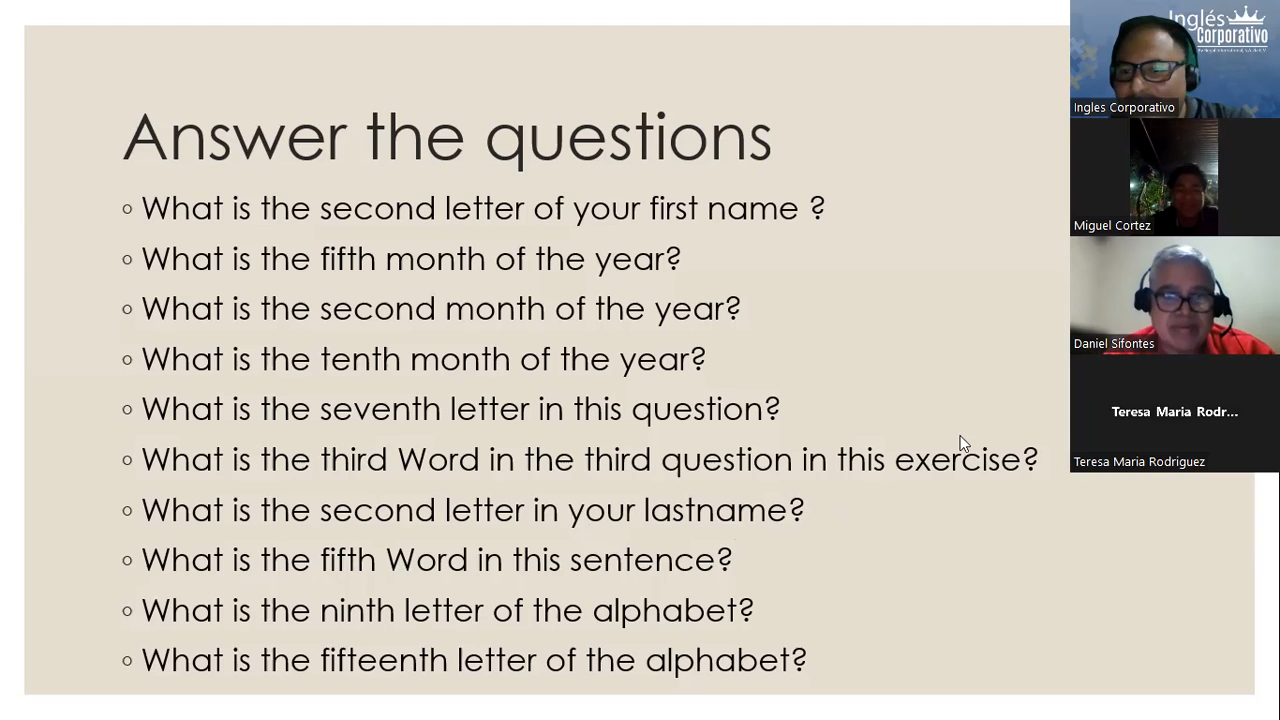 Answer the questions
◦ What is the second letter of your first name ?
◦ What is the fifth month of the year?
◦ What is the second month of the year?
◦ What is the tenth month of the year?
◦ What is the seventh letter in this question?
◦ What is the third Word in the third question in this exercise?
◦ What is the second letter in your lastname?
◦ What is the fifth Word in this sentence?
◦ What is the ninth letter of the alphabet?
◦ What is the fifteenth letter of the alphabet?
Inglés
Corporativo
Ingles Corporativo
Miguel Cortez
Daniel Sifontes
Teresa Maria Rodr...
Teresa Maria Rodriguez